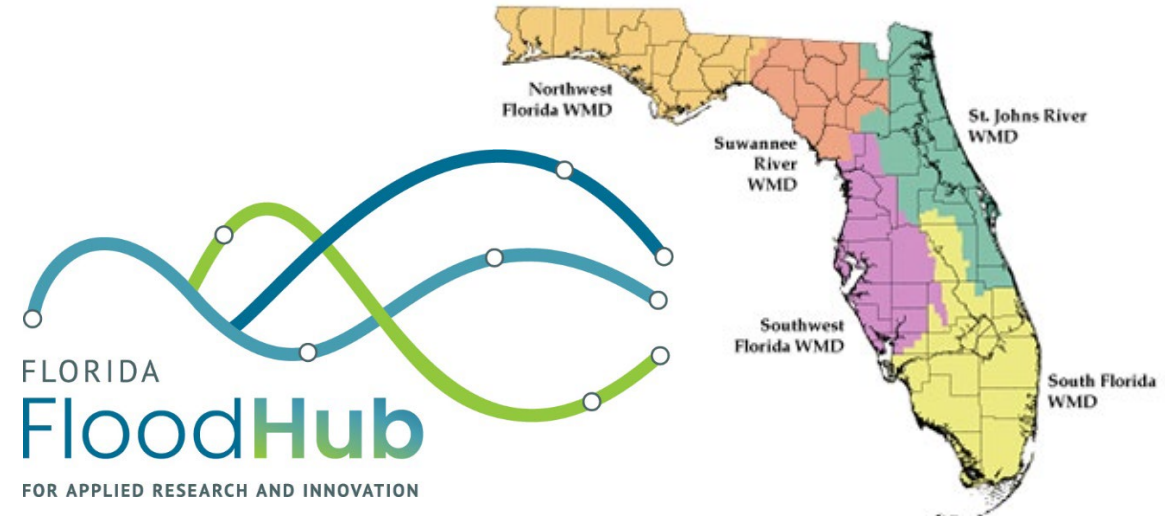 Northwest
Florida WMD
St. Johns River
WMD
Suwannee
River
WMD
Southwest
Florida WMD
South Florida
WMD
FLORIDA
FloodHub
FOR APPLIED RESEARCH AND INNOVATION